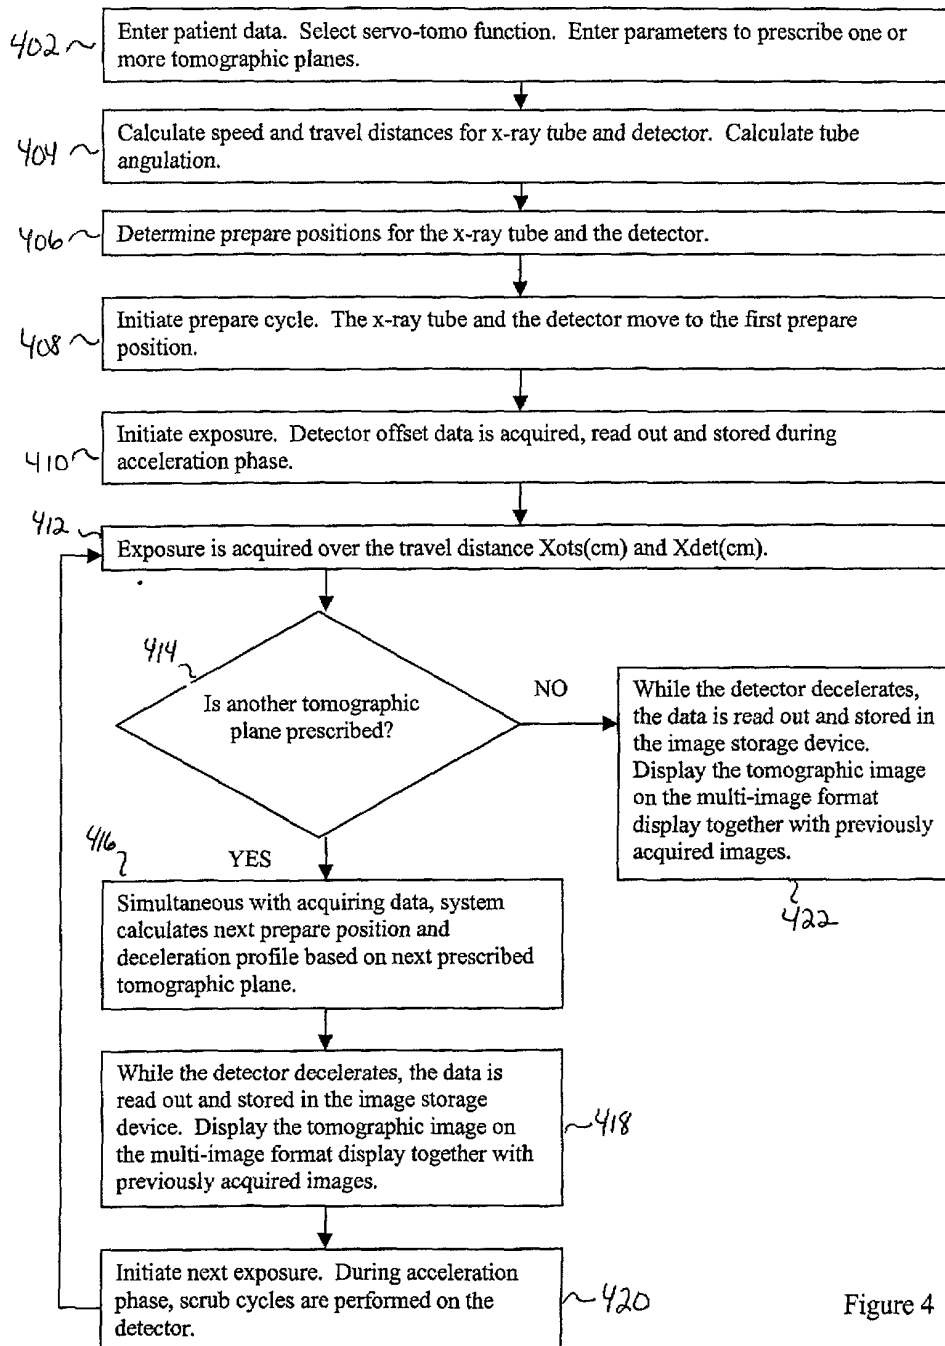 402
Enter patient data. Select servo-tomo function. Enter parameters to prescribe one or
more tomographic planes.
404
Calculate speed and travel distances for x-ray tube and detector. Calculate tube
angulation.
406
Determine prepare positions for the x-ray tube and the detector.
408
Initiate prepare cycle. The x-ray tube and the detector move to the first prepare
position.
410
Initiate exposure. Detector offset data is acquired, read out and stored during
acceleration phase.
412
Exposure is acquired over the travel distance Xots(cm) and Xdet(cm).
414
Is another tomographic
plane prescribed?
NO
While the detector decelerates,
the data is read out and stored in
the image storage device.
Display the tomographic image
on the multi-image format
display together with previously
acquired images.
422
YES
416
Simultaneous with acquiring data, system
calculates next prepare position and
deceleration profile based on next prescribed
tomographic plane.
While the detector decelerates, the data is
read out and stored in the image storage
device. Display the tomographic image on
the multi-image format display together with
previously acquired images.
418
Initiate next exposure. During acceleration
phase, scrub cycles are performed on the
detector.
420
Figure 4